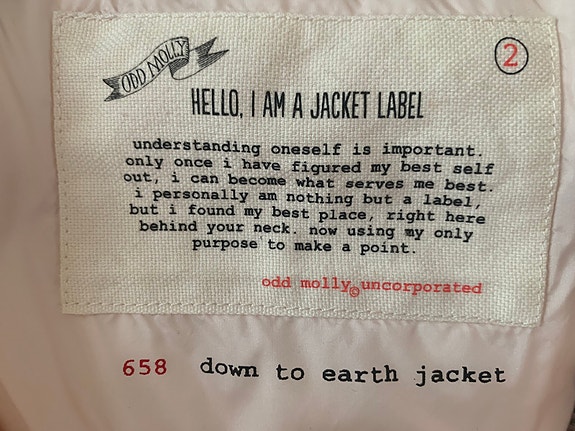 ODD MOLLY
2
HELLO, I AM A JACKET LABEL
understanding oneself is important.
only once i have figured my best self
out, i can become what serves me best.
i personally am nothing but a label,
but i found my best place, right here
behind your neck. now using my only
purpose to make a point.
odd molly©uncorporated
658 down to earth jacket